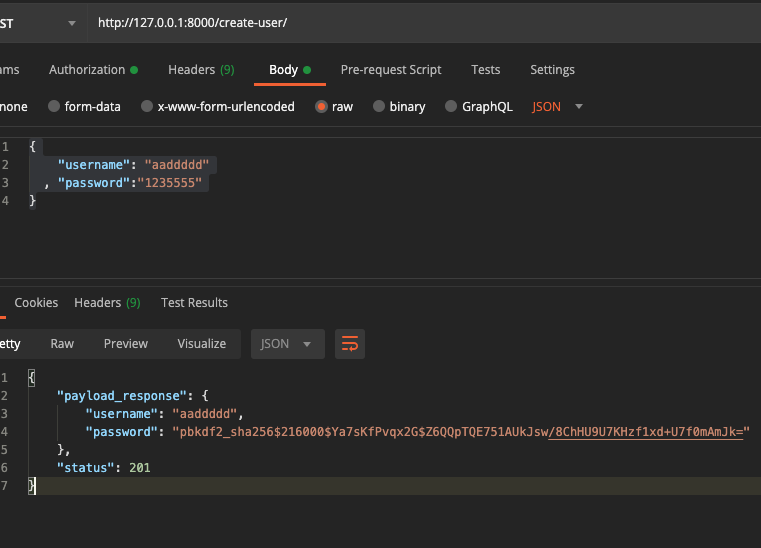 ST http://127.0.0.1:8000/create-user/
ams Authorization Headers (9) Body Pre-request Script Tests Settings
none form-data x-www-form-urlencoded raw binary GraphQL JSON
1 {
2 "username": "aaddddd"
3 , "password":"1235555"
4 }
Cookies Headers (9) Test Results
etty Raw Preview Visualize JSON
1 {
2 "payload_response": {
3 "username": "aaddddd",
4 "password": "pbkdf2_sha256$216000$Ya7sKfPvqx2G$Z6QQpTQE751AUkJsw/8ChHU9U7KHzf1xd+U7f0mAmJk="
5 },
6 "status": 201
7 }